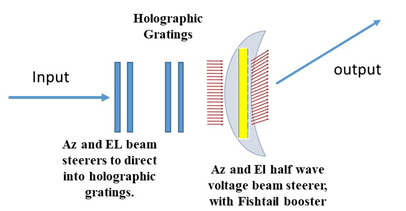 Holographic
Gratings
Input
output
Az and EL beam
steerers to direct
into holographic
gratings.
Az and El half wave
voltage beam steerer,
with Fishtail booster